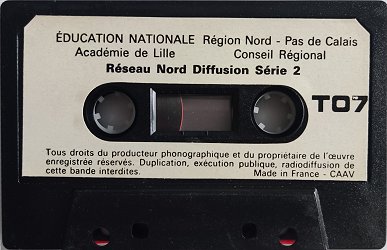 ÉDUCATION NATIONALE Région Nord - Pas de Calais
Académie de Lille Conseil Régional
Réseau Nord Diffusion Série 2
TO7
Tous droits du producteur phonographique et du propriétaire de l'œuvre
enregistrée réservés. Duplication, exécution publique, radiodiffusion de
cette bande interdites. Made in France - CAAV